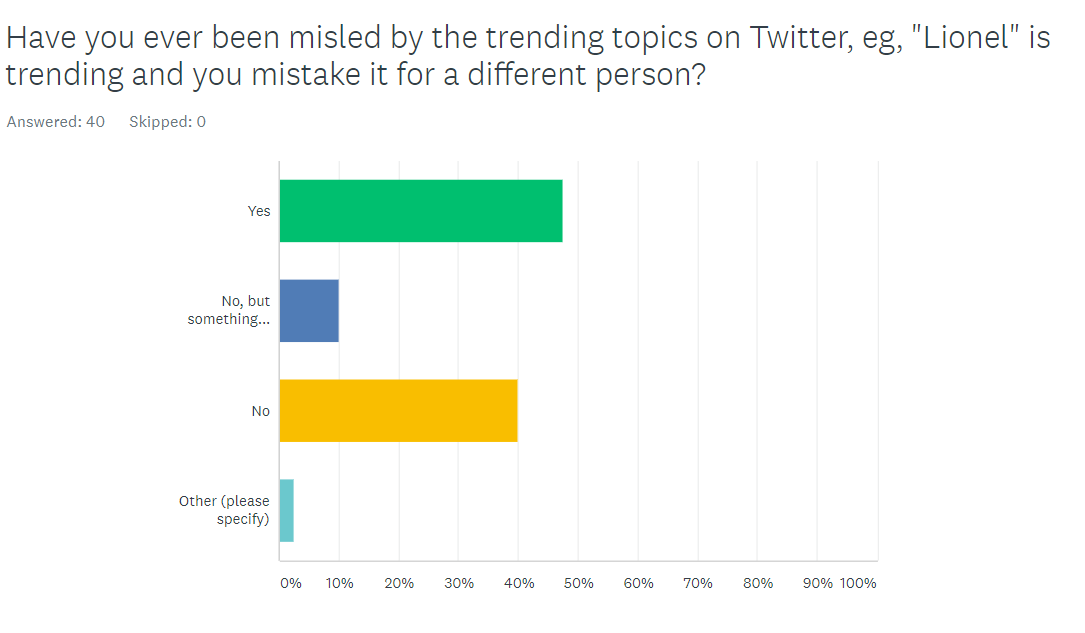 Have you ever been misled by the trending topics on Twitter, eg, "Lionel" is
trending and you mistake it for a different person?
Answered: 40 Skipped: 0
Yes
No, but
something...
No
Other (please
specify)
0% 10% 20% 30% 40% 50% 60% 70% 80% 90% 100%